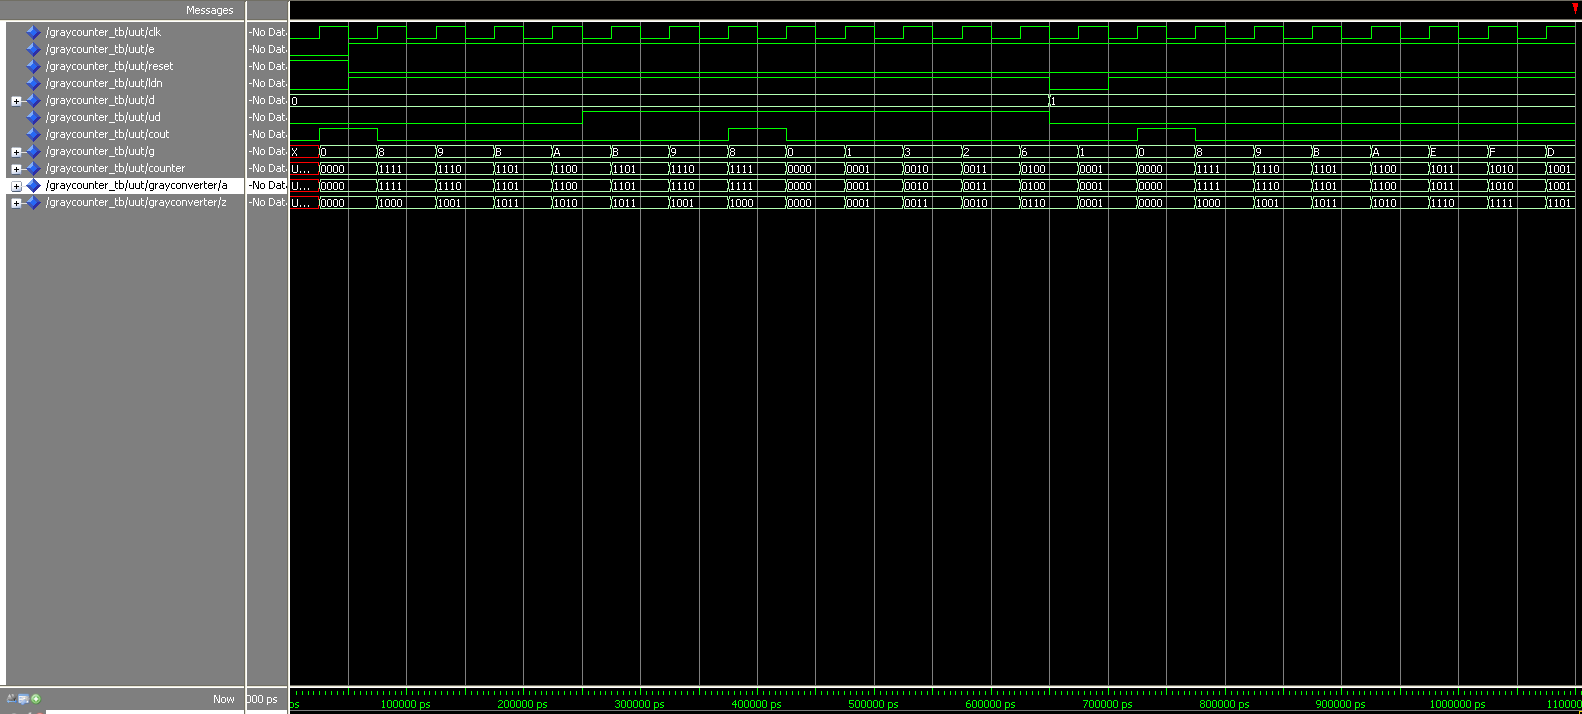 Messages
/graycounter_tb/uut/clk -No Dat
/graycounter_tb/uut/e -No Dat
/graycounter_tb/uut/reset -No Dat
/graycounter_tb/uut/ldn -No Dat
/graycounter_tb/uut/d -No Dat 0 1
/graycounter_tb/uut/ud -No Dat
/graycounter_tb/uut/cout -No Dat
/graycounter_tb/uut/g -No Dat X 0 8 9 B A B 9 8 0 1 3 2 6 1 0 8 9 B A E F D
/graycounter_tb/uut/counter -No Dat U... 0000 1111 1110 1101 1100 1101 1110 1111 0000 0001 0010 0011 0100 0001 0000 1111 1110 1101 1100 1011 1010 1001
/graycounter_tb/uut/grayconverter/a -No Dat U... 0000 1111 1110 1101 1100 1101 1110 1111 0000 0001 0010 0011 0100 0001 0000 1111 1110 1101 1100 1011 1010 1001
/graycounter_tb/uut/grayconverter/z -No Dat U... 0000 1000 1001 1011 1010 1011 1001 1000 0000 0001 0011 0010 0110 0001 0000 1000 1001 1011 1010 1110 1111 1101
Now 000 ps
ps 100000 ps 200000 ps 300000 ps 400000 ps 500000 ps 600000 ps 700000 ps 800000 ps 900000 ps 1000000 ps 110000